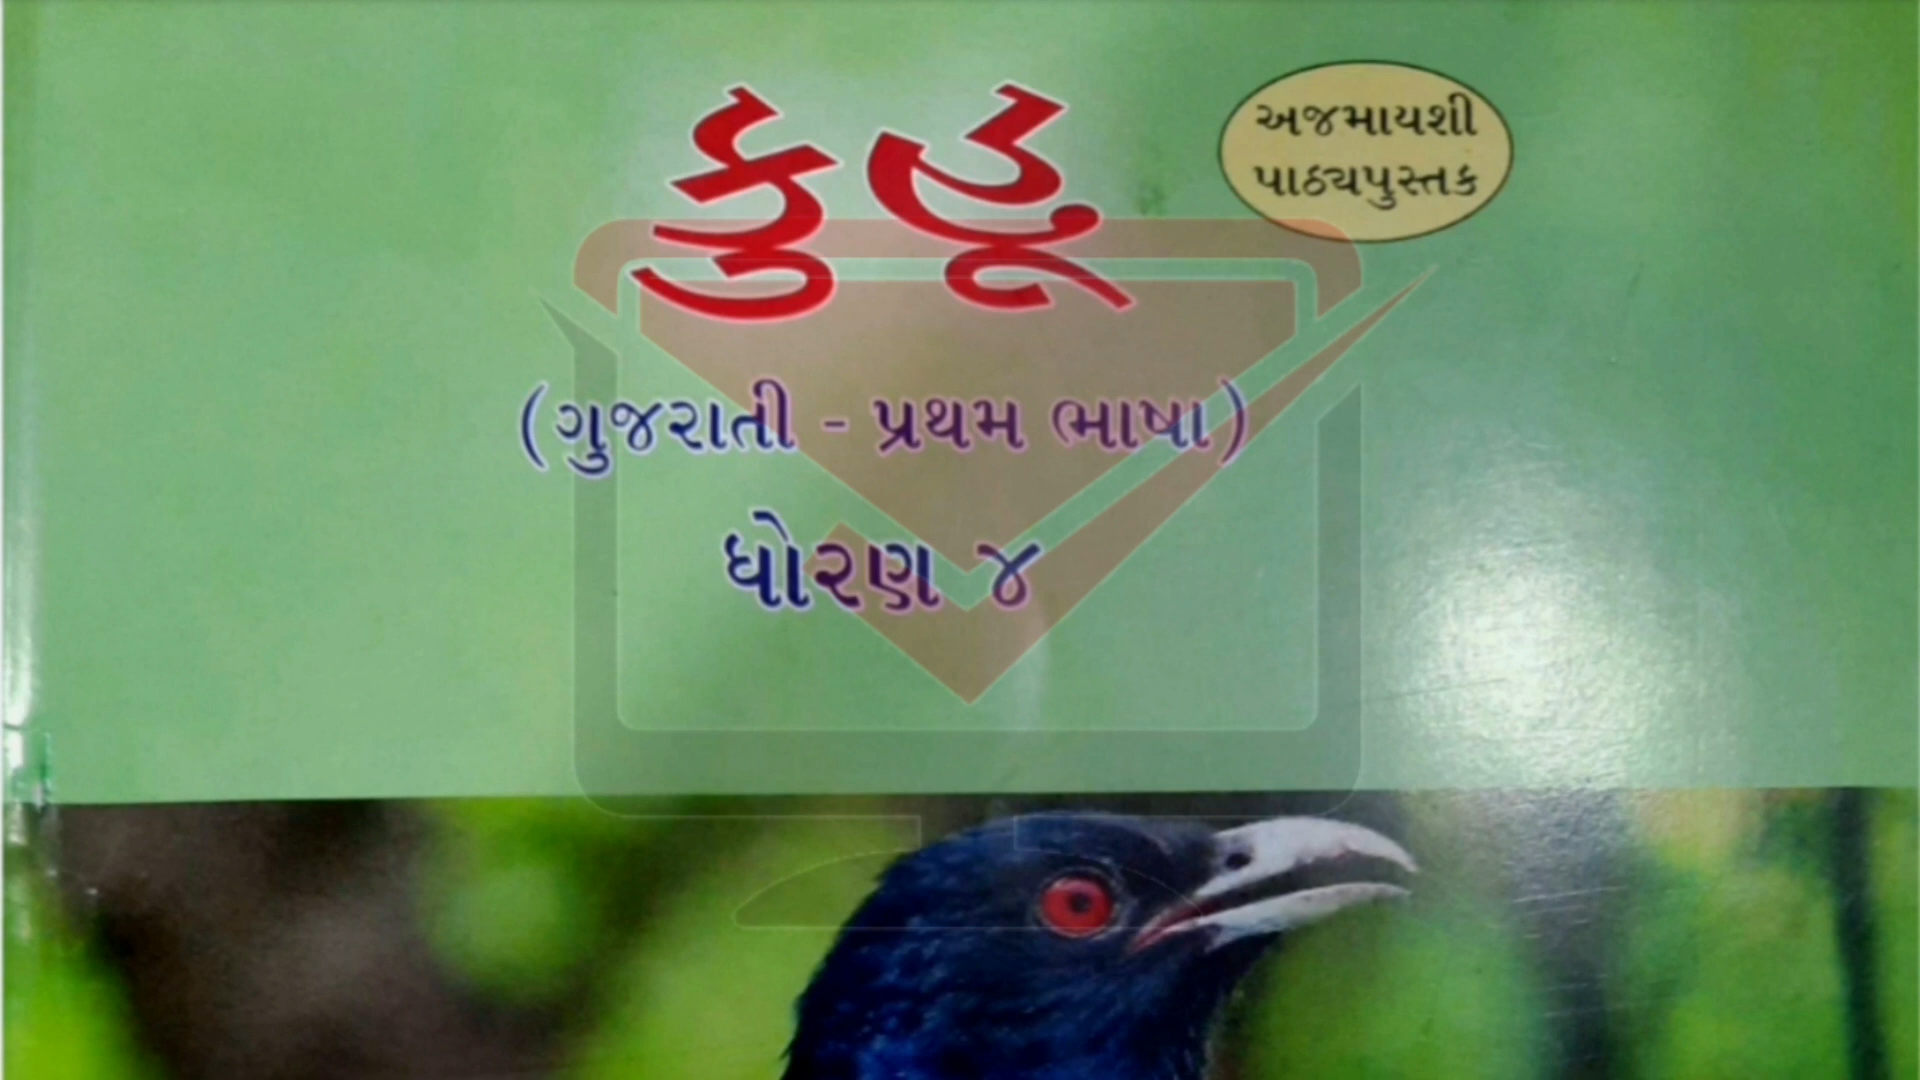 કુહૂ
અજમાયશી
પાઠ્યપુસ્તક
(ગુજરાતી - પ્રથમ ભાષા)
ધોરણ ૪